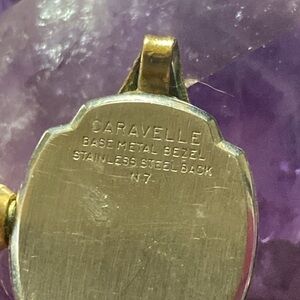 CARAVELLE
BASE METAL BEZEL
STAINLESS STEEL BACK
N7